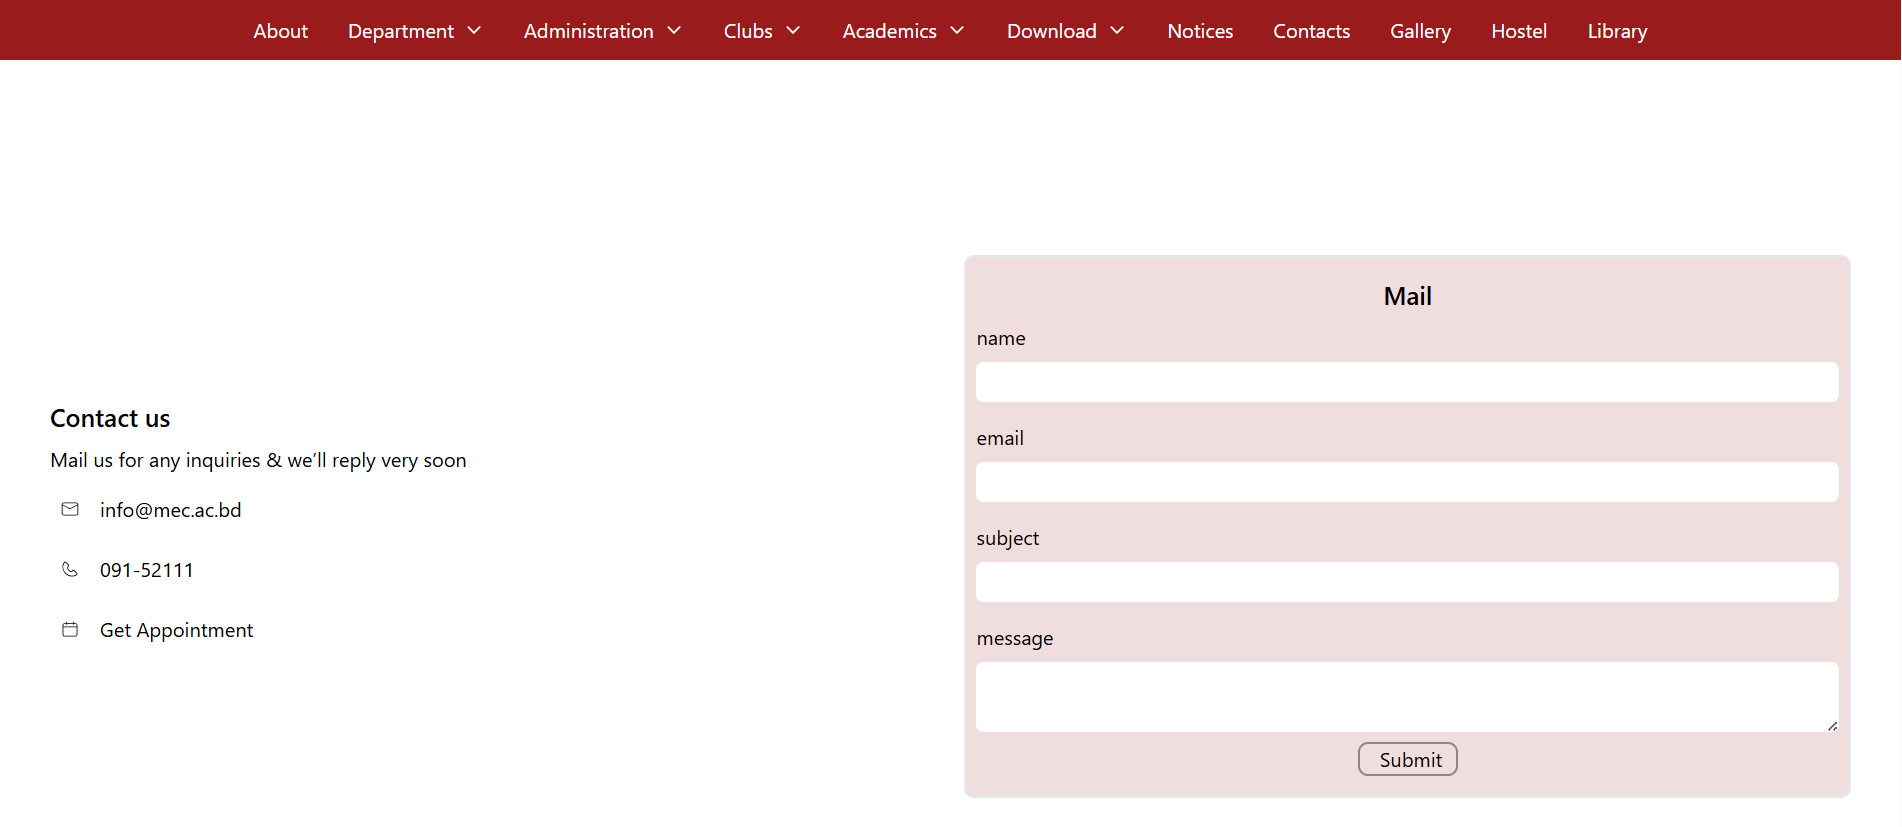 About Department Administration Clubs Academics Download Notices Contacts Gallery Hostel Library
Contact us
Mail us for any inquiries & we’ll reply very soon
info@mec.ac.bd
091-52111
Get Appointment
Mail
name
email
subject
message
Submit